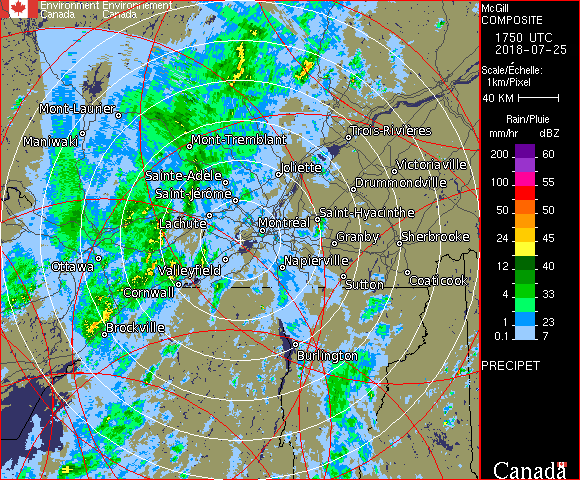 Environment Environnement
Canada Canada
McGill
COMPOSITE
1750 UTC
2018-07-25
Scale/Échelle:
1km/Pixel
40 KM
Rain/Pluie
mm/hr dBZ
200 60
100 55
50 50
24 45
12 40
4 33
1 23
0.1 7
PRECIPET
Canada
Mont-Laurier
Maniwaki
Mont-Tremblant
Trois-Rivières
Sainte-Adèle
Joliette
Victoriaville
Saint-Jérôme
Drummondville
Lachute
Montréal
Saint-Hyacinthe
Granby
Sherbrooke
Ottawa
Valleyfield
Napierville
Cornwall
Sutton
Coaticook
Brockville
Burlington